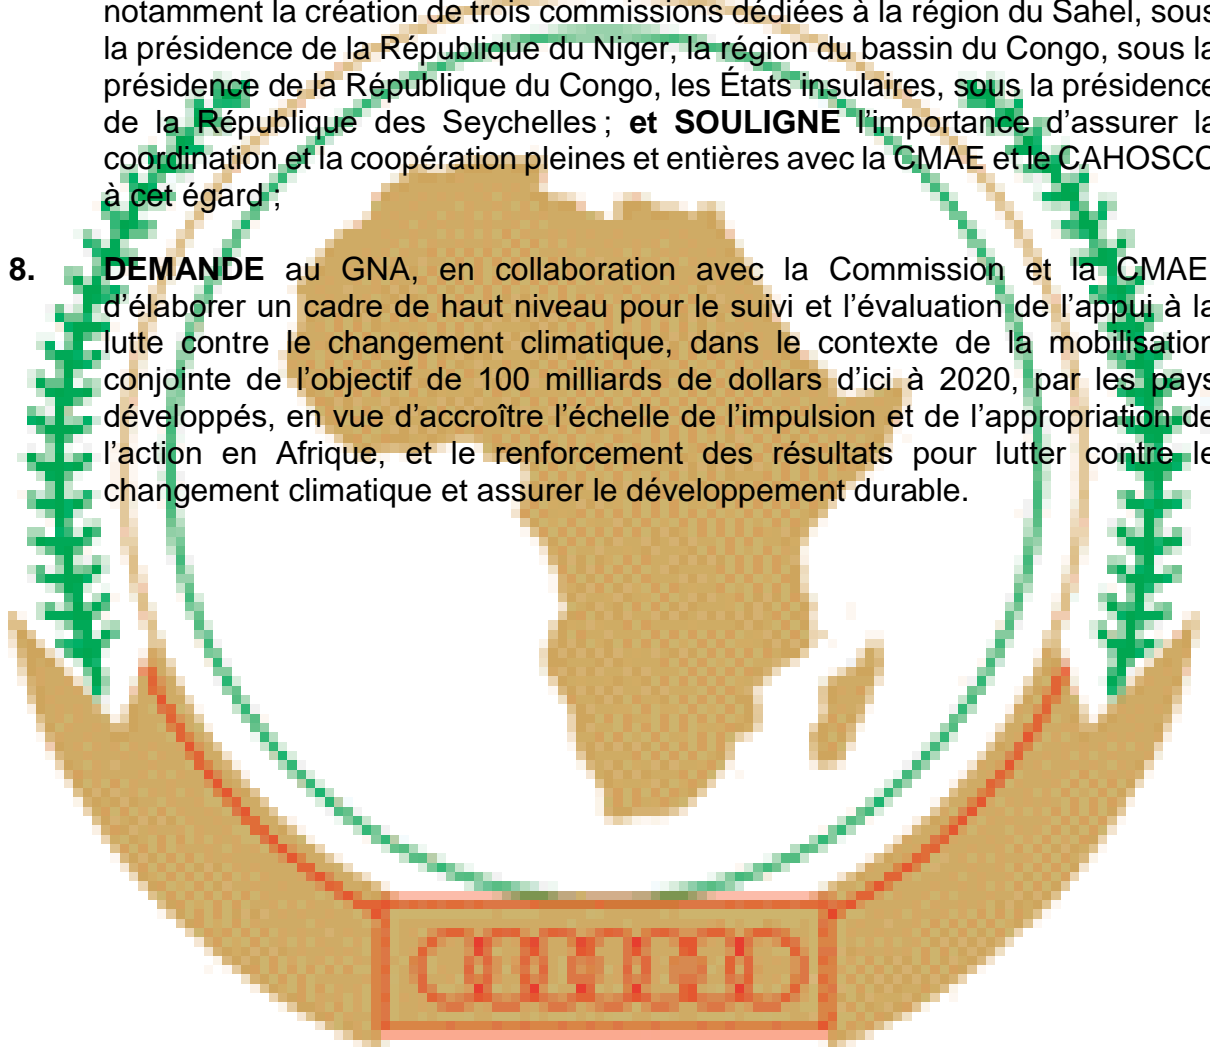 notamment la création de trois commissions dédiées à la région du Sahel, sous
la présidence de la République du Niger, la région du bassin du Congo, sous la
présidence de la République du Congo, les États insulaires, sous la présidence
de la République des Seychelles ; et SOULIGNE l’importance d’assurer la
coordination et la coopération pleines et entières avec la CMAE et le CAHOSCC
à cet égard ;
8. DEMANDE au GNA, en collaboration avec la Commission et la CMAE
d’élaborer un cadre de haut niveau pour le suivi et l’évaluation de l’appui à la
lutte contre le changement climatique, dans le contexte de la mobilisation
conjointe de l’objectif de 100 milliards de dollars d’ici à 2020, par les pays
développés, en vue d’accroître l’échelle de l’impulsion et de l’appropriation de
l’action en Afrique, et le renforcement des résultats pour lutter contre le
changement climatique et assurer le développement durable.